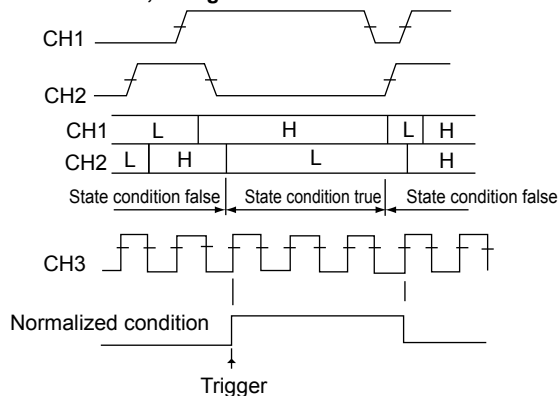 CH1
CH2
CH1 L H L H
CH2 L H L H
State condition false State condition true State condition false
CH3
Normalized condition
Trigger